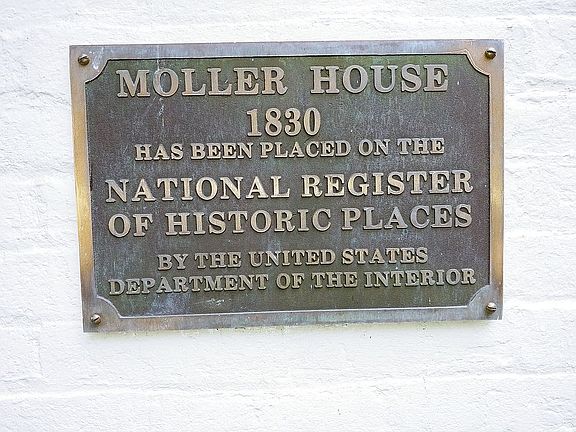 MOLLER HOUSE
1830
HAS BEEN PLACED ON THE
NATIONAL REGISTER
OF HISTORIC PLACES
BY THE UNITED STATES
DEPARTMENT OF THE INTERIOR